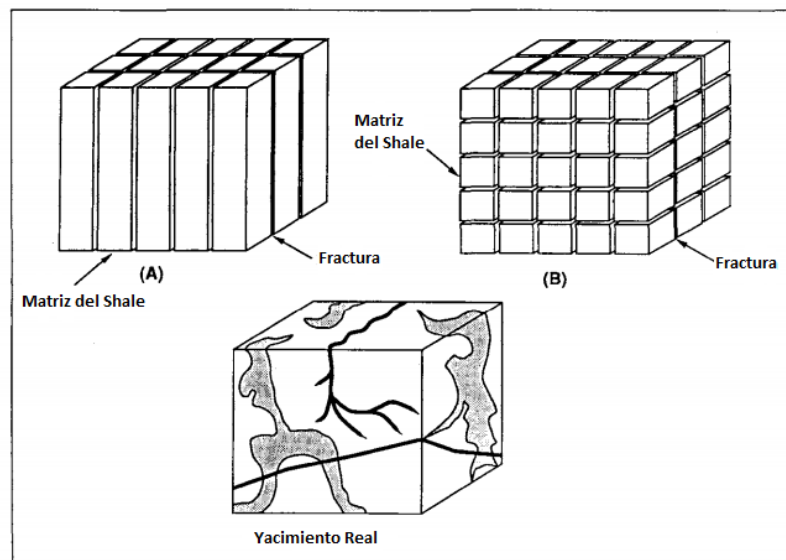 (A)
Fractura
Matriz del Shale
Matriz
del Shale
(B)
Fractura
Yacimiento Real